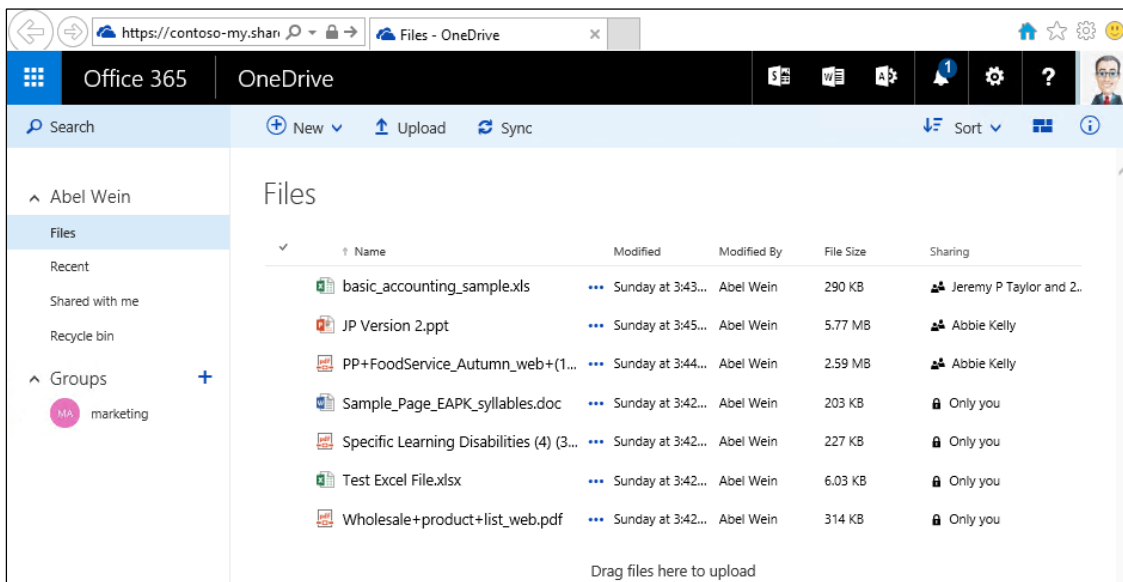 https://contoso-my.shar
Files - OneDrive
Office 365
OneDrive
1
?
Search
New
Upload
Sync
Sort
Abel Wein
Files
Recent
Shared with me
Recycle bin
Groups
MA marketing
Files
Name Modified Modified By File Size Sharing
basic_accounting_sample.xls ••• Sunday at 3:43... Abel Wein 290 KB Jeremy P Taylor and 2..
JP Version 2.ppt ••• Sunday at 3:45... Abel Wein 5.77 MB Abbie Kelly
PP+FoodService_Autumn_web+(1... ••• Sunday at 3:44... Abel Wein 2.59 MB Abbie Kelly
Sample_Page_EAPK_syllables.doc ••• Sunday at 3:42... Abel Wein 203 KB Only you
Specific Learning Disabilities (4) (3... ••• Sunday at 3:42... Abel Wein 227 KB Only you
Test Excel File.xlsx ••• Sunday at 3:42... Abel Wein 6.03 KB Only you
Wholesale+product+list_web.pdf ••• Sunday at 3:42... Abel Wein 314 KB Only you
Drag files here to upload